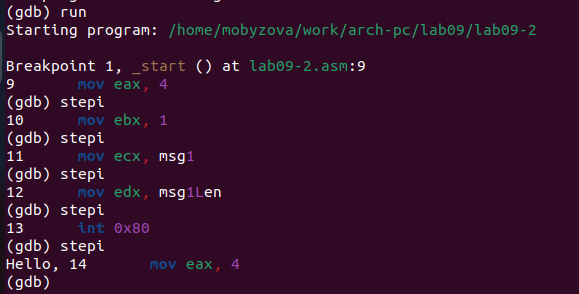 (gdb) run
Starting program: /home/mobyzova/work/arch-pc/lab09/lab09-2

Breakpoint 1, _start () at lab09-2.asm:9
9	mov eax, 4
(gdb) stepi
10	mov ebx, 1
(gdb) stepi
11	mov ecx, msg1
(gdb) stepi
12	mov edx, msg1Len
(gdb) stepi
13	int 0x80
(gdb) stepi
Hello, 14	mov eax, 4
(gdb)